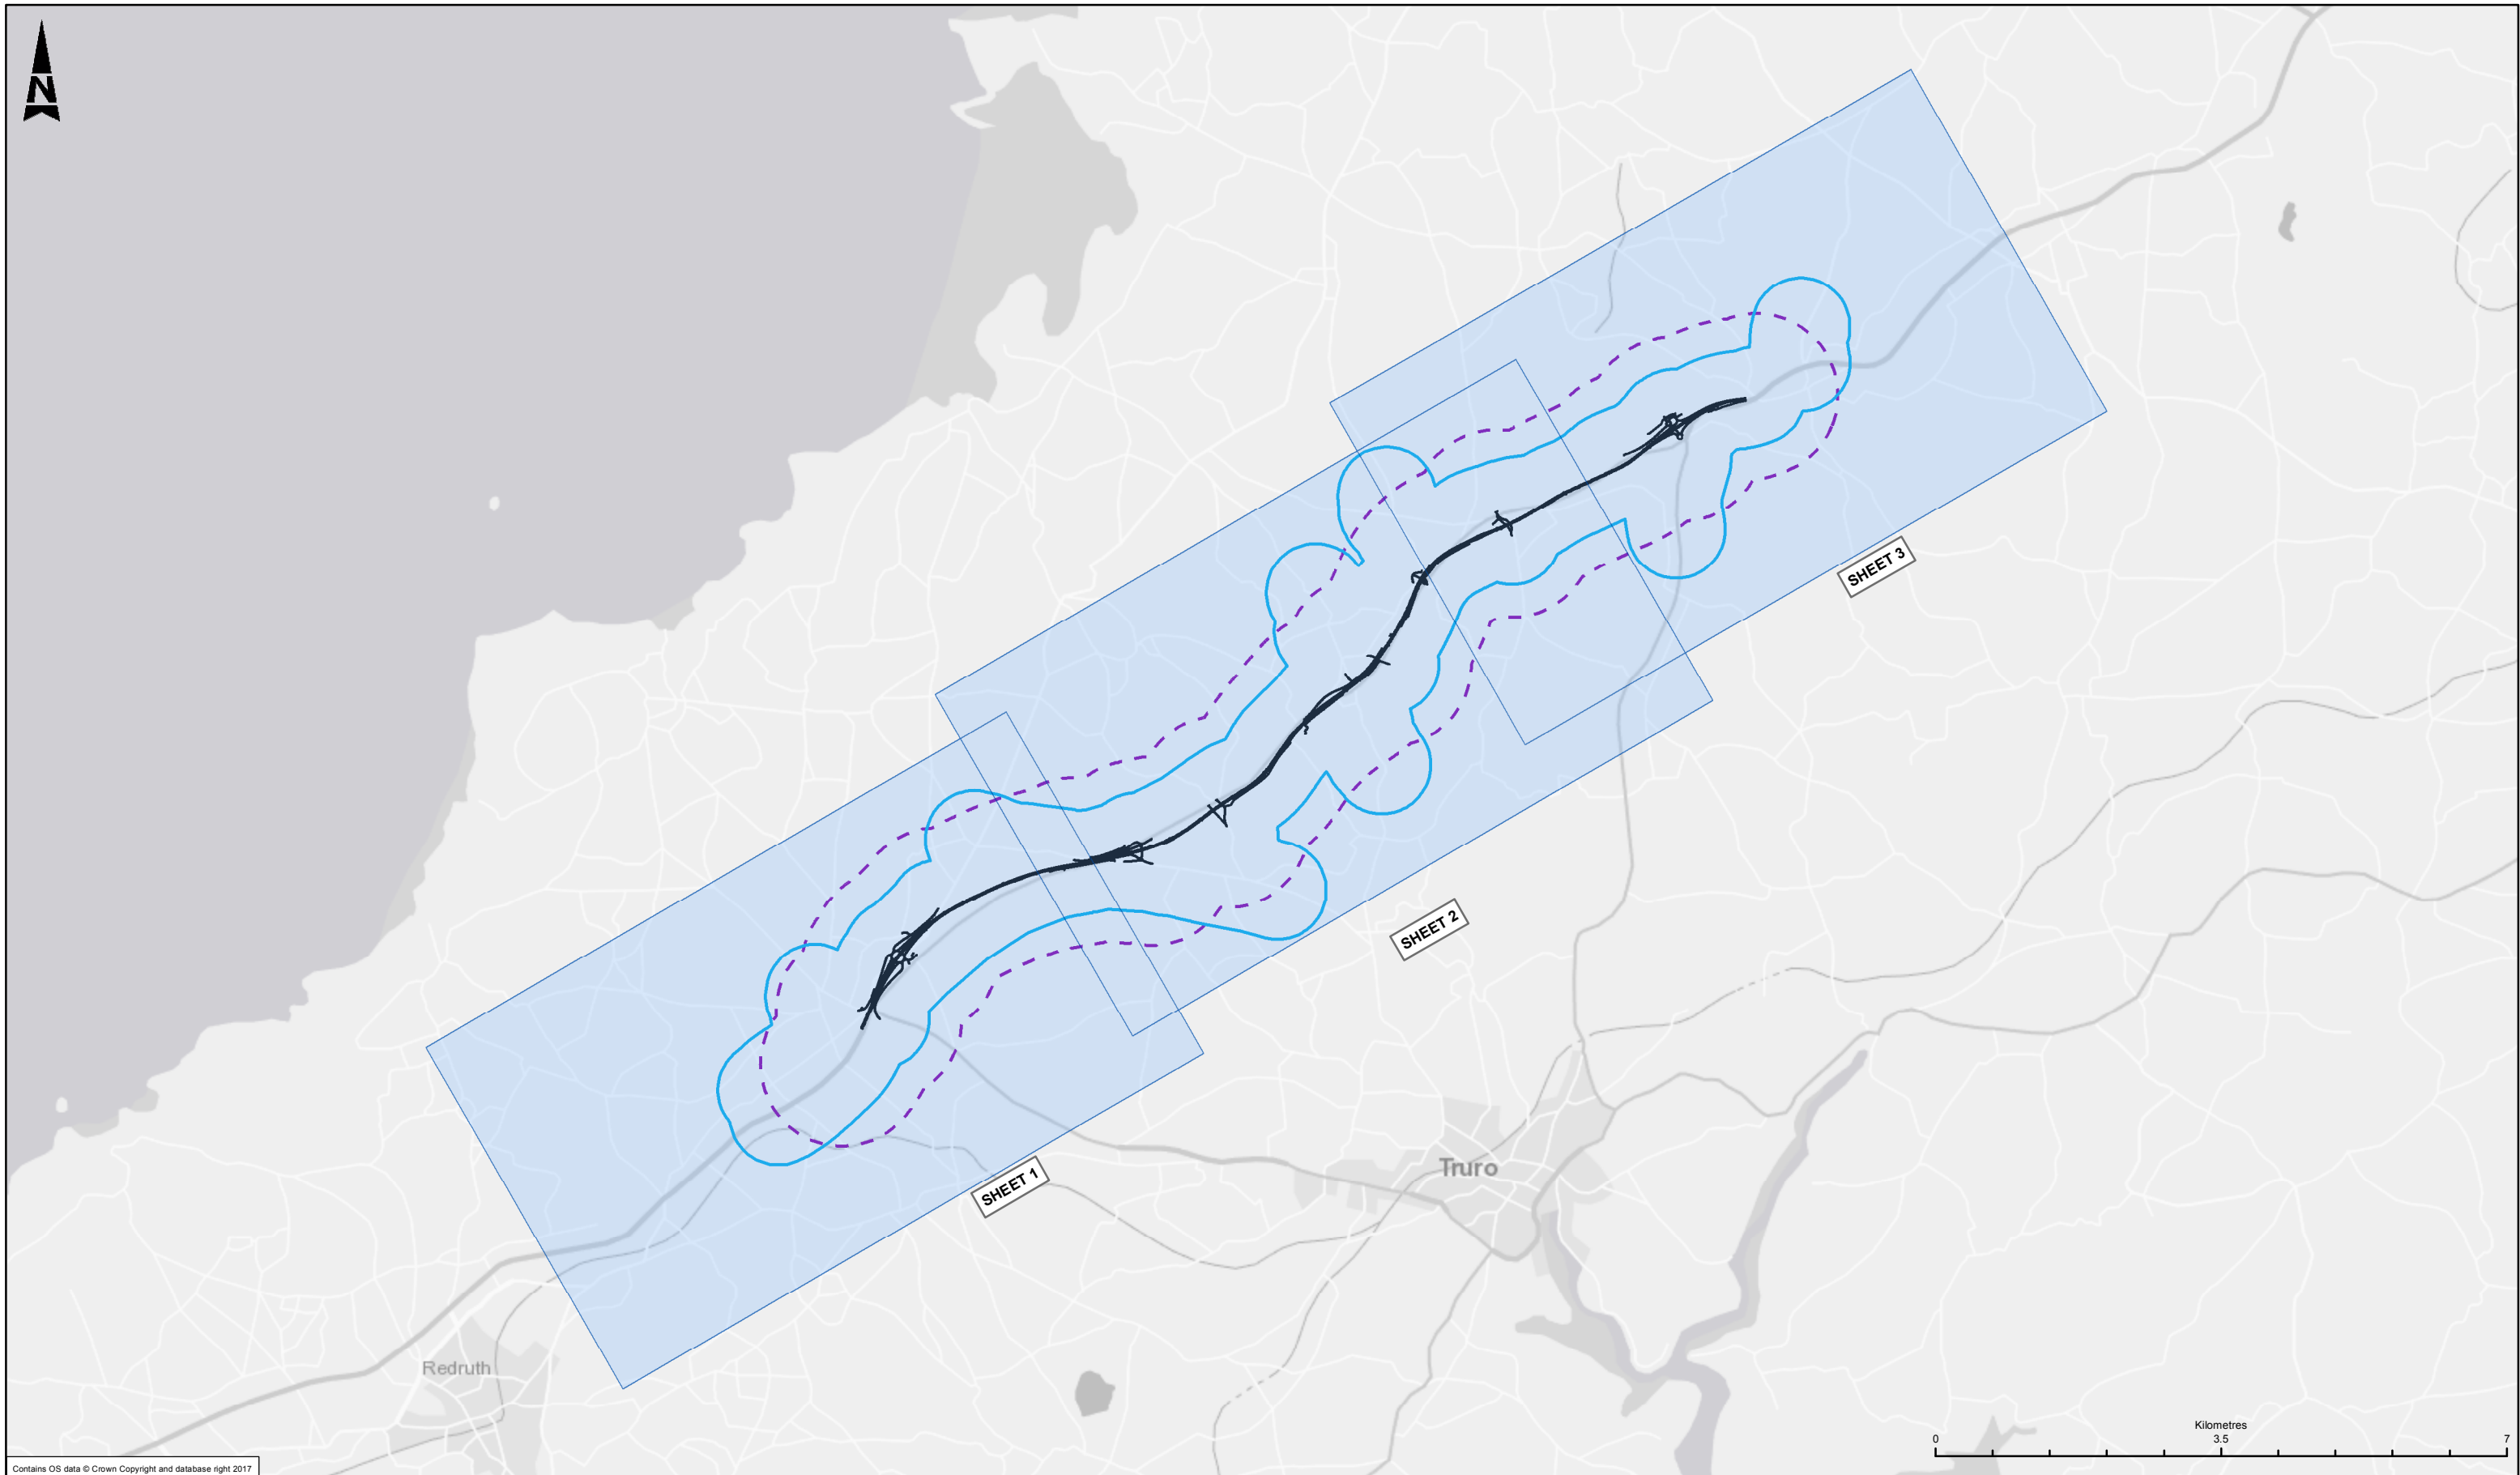 N
SHEET 3
SHEET 2
Truro
SHEET 1
Redruth
Kilometres
0 3.5 7
Contains OS data © Crown Copyright and database right 2017